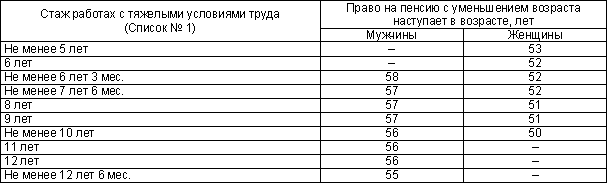 Стаж работах с тяжелыми условиями труда
(Список № 1)
Право на пенсию с уменьшением возраста
наступает в возрасте, лет
Мужчины Женщины
Не менее 5 лет – 53
6 лет – 52
Не менее 6 лет 3 мес. 58 52
Не менее 7 лет 6 мес. 57 52
8 лет 57 51
9 лет 57 51
Не менее 10 лет 56 50
11 лет 56 –
12 лет 56 –
Не менее 12 лет 6 мес. 55 –